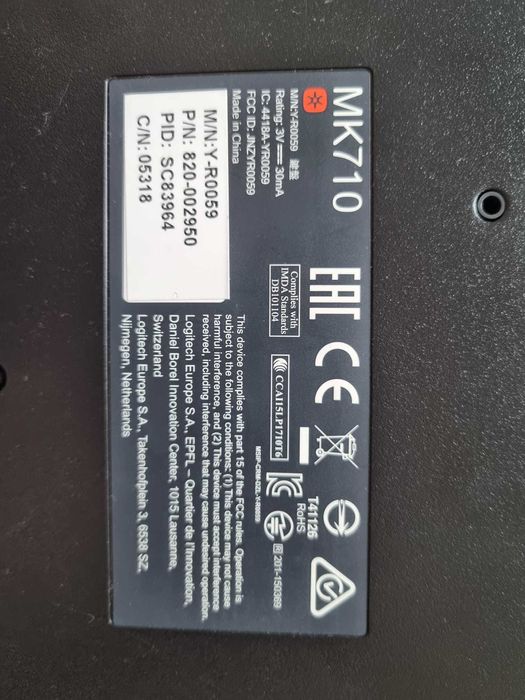 MK710
M/N:Y-R0059 鍵盤
Rating: 3V 30mA
IC: 4418A-YR0059
FCC ID: JNZYR0059
Made in China
M/N:Y-R0059
P/N: 820-002950
PID: SC83964
C/N: 05318
EAC CE
Complies with
IMDA Standards
DB101104
CCAI15LP1710T6
MSIP-CRM-DZL-Y-R0059
T41126
RoHS
201-150389
This device complies with part 15 of the FCC rules. Operation is
subject to the following conditions: (1) This device may not cause
harmful interference, and (2) This device must accept interference
received, including interference that may cause undesired operation.
Logitech Europe S.A., EPFL – Quartier de l'Innovation,
Daniel Borel Innovation Center, 1015 Lausanne,
Switzerland
Logitech Europe S.A., Takenhofplein 3, 6538 SZ,
Nijmegen, Netherlands